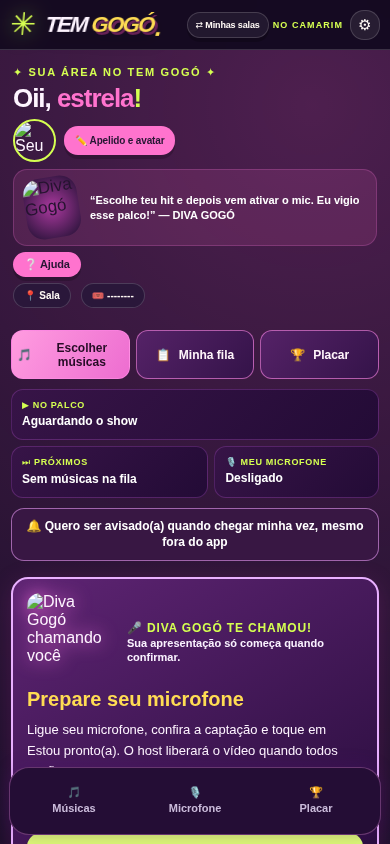 TEM GOGÓ.
⇄ Minhas salas
NO CAMARIM
✦ SUA ÁREA NO TEM GOGÓ ✦
Oii, estrela!
Seu
✏️ Apelido e avatar
Diva
Gogó
“Escolhe teu hit e depois vem ativar o mic. Eu vigio
esse palco!” — DIVA GOGÓ
❔ Ajuda
📍 Sala
🎟️ --------
🎵 Escolher
músicas
📋 Minha fila
🏆 Placar
▶ NO PALCO
Aguardando o show
⏭ PRÓXIMOS
Sem músicas na fila
🎙️ MEU MICROFONE
Desligado
🔔 Quero ser avisado(a) quando chegar minha vez, mesmo
fora do app
Diva
Gogó
chamando
você
🎤 DIVA GOGÓ TE CHAMOU!
Sua apresentação só começa quando
confirmar.
Prepare seu microfone
Ligue seu microfone, confira a captação e toque em
Estou pronto(a). O host liberará o vídeo quando todos
🎵
Músicas
🎙️
Microfone
🏆
Placar